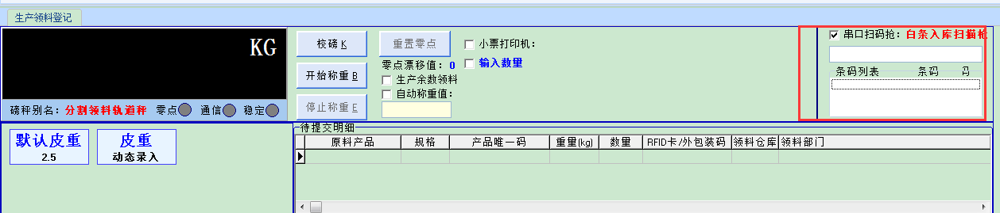 生产领料登记
KG
磅秤别名：分割领料轨道秤 零点 通信 稳定
校磅 K
开始称重 B
停止称重 E
重置零点
零点漂移值：0
生产余数领料
自动称重值：
小票打印机：
输入数量
串口扫码枪：白条入库扫描枪
条码列表 条码
默认皮重
2.5
皮重
动态录入
待提交明细
原料产品 规格 产品唯一码 重量(kg) 数量 RFID卡/外包装码 领料仓库 领料部门